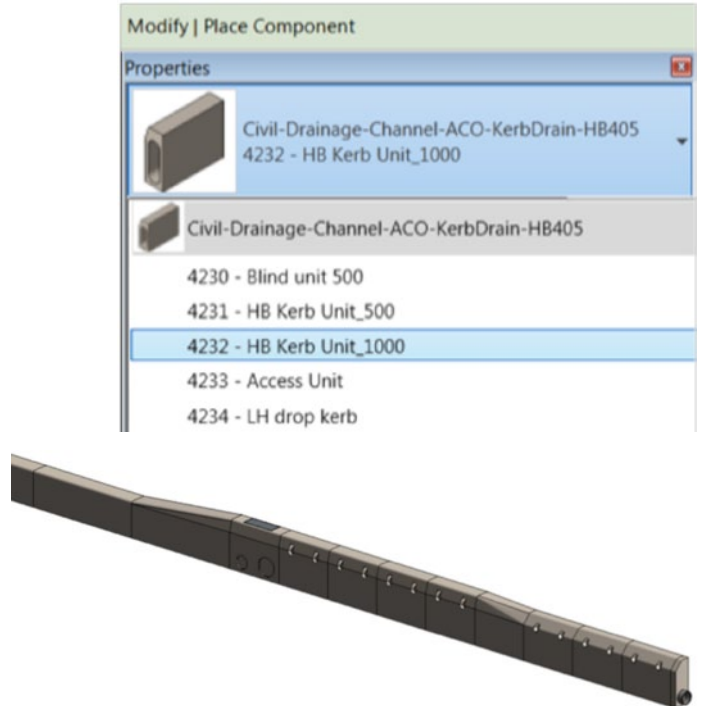 Modify | Place Component
Properties
Civil-Drainage-Channel-ACO-KerbDrain-HB405
4232 - HB Kerb Unit_1000
Civil-Drainage-Channel-ACO-KerbDrain-HB405
4230 - Blind unit 500
4231 - HB Kerb Unit_500
4232 - HB Kerb Unit_1000
4233 - Access Unit
4234 - LH drop kerb